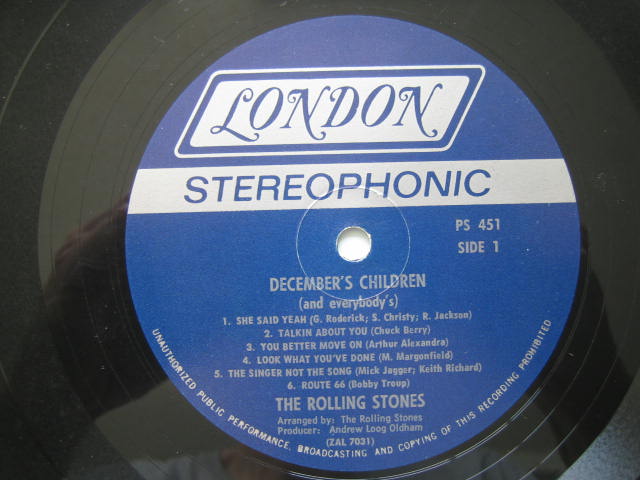 LONDON
STEREOPHONIC
PS 451
SIDE 1
DECEMBER'S CHILDREN
(and everybody's)
1. SHE SAID YEAH (G. Roderick; S. Christy; R. Jackson)
2. TALKIN ABOUT YOU (Chuck Berry)
3. YOU BETTER MOVE ON (Arthur Alexandra)
4. LOOK WHAT YOU'VE DONE (M. Margonfield)
5. THE SINGER NOT THE SONG (Mick Jagger; Keith Richard)
6. ROUTE 66 (Bobby Troup)
THE ROLLING STONES
Arranged by: The Rolling Stones
Producer: Andrew Loog Oldham
(ZAL 7031)
UNAUTHORIZED PUBLIC PERFORMANCE, BROADCASTING AND COPYING OF THIS RECORDING PROHIBITED